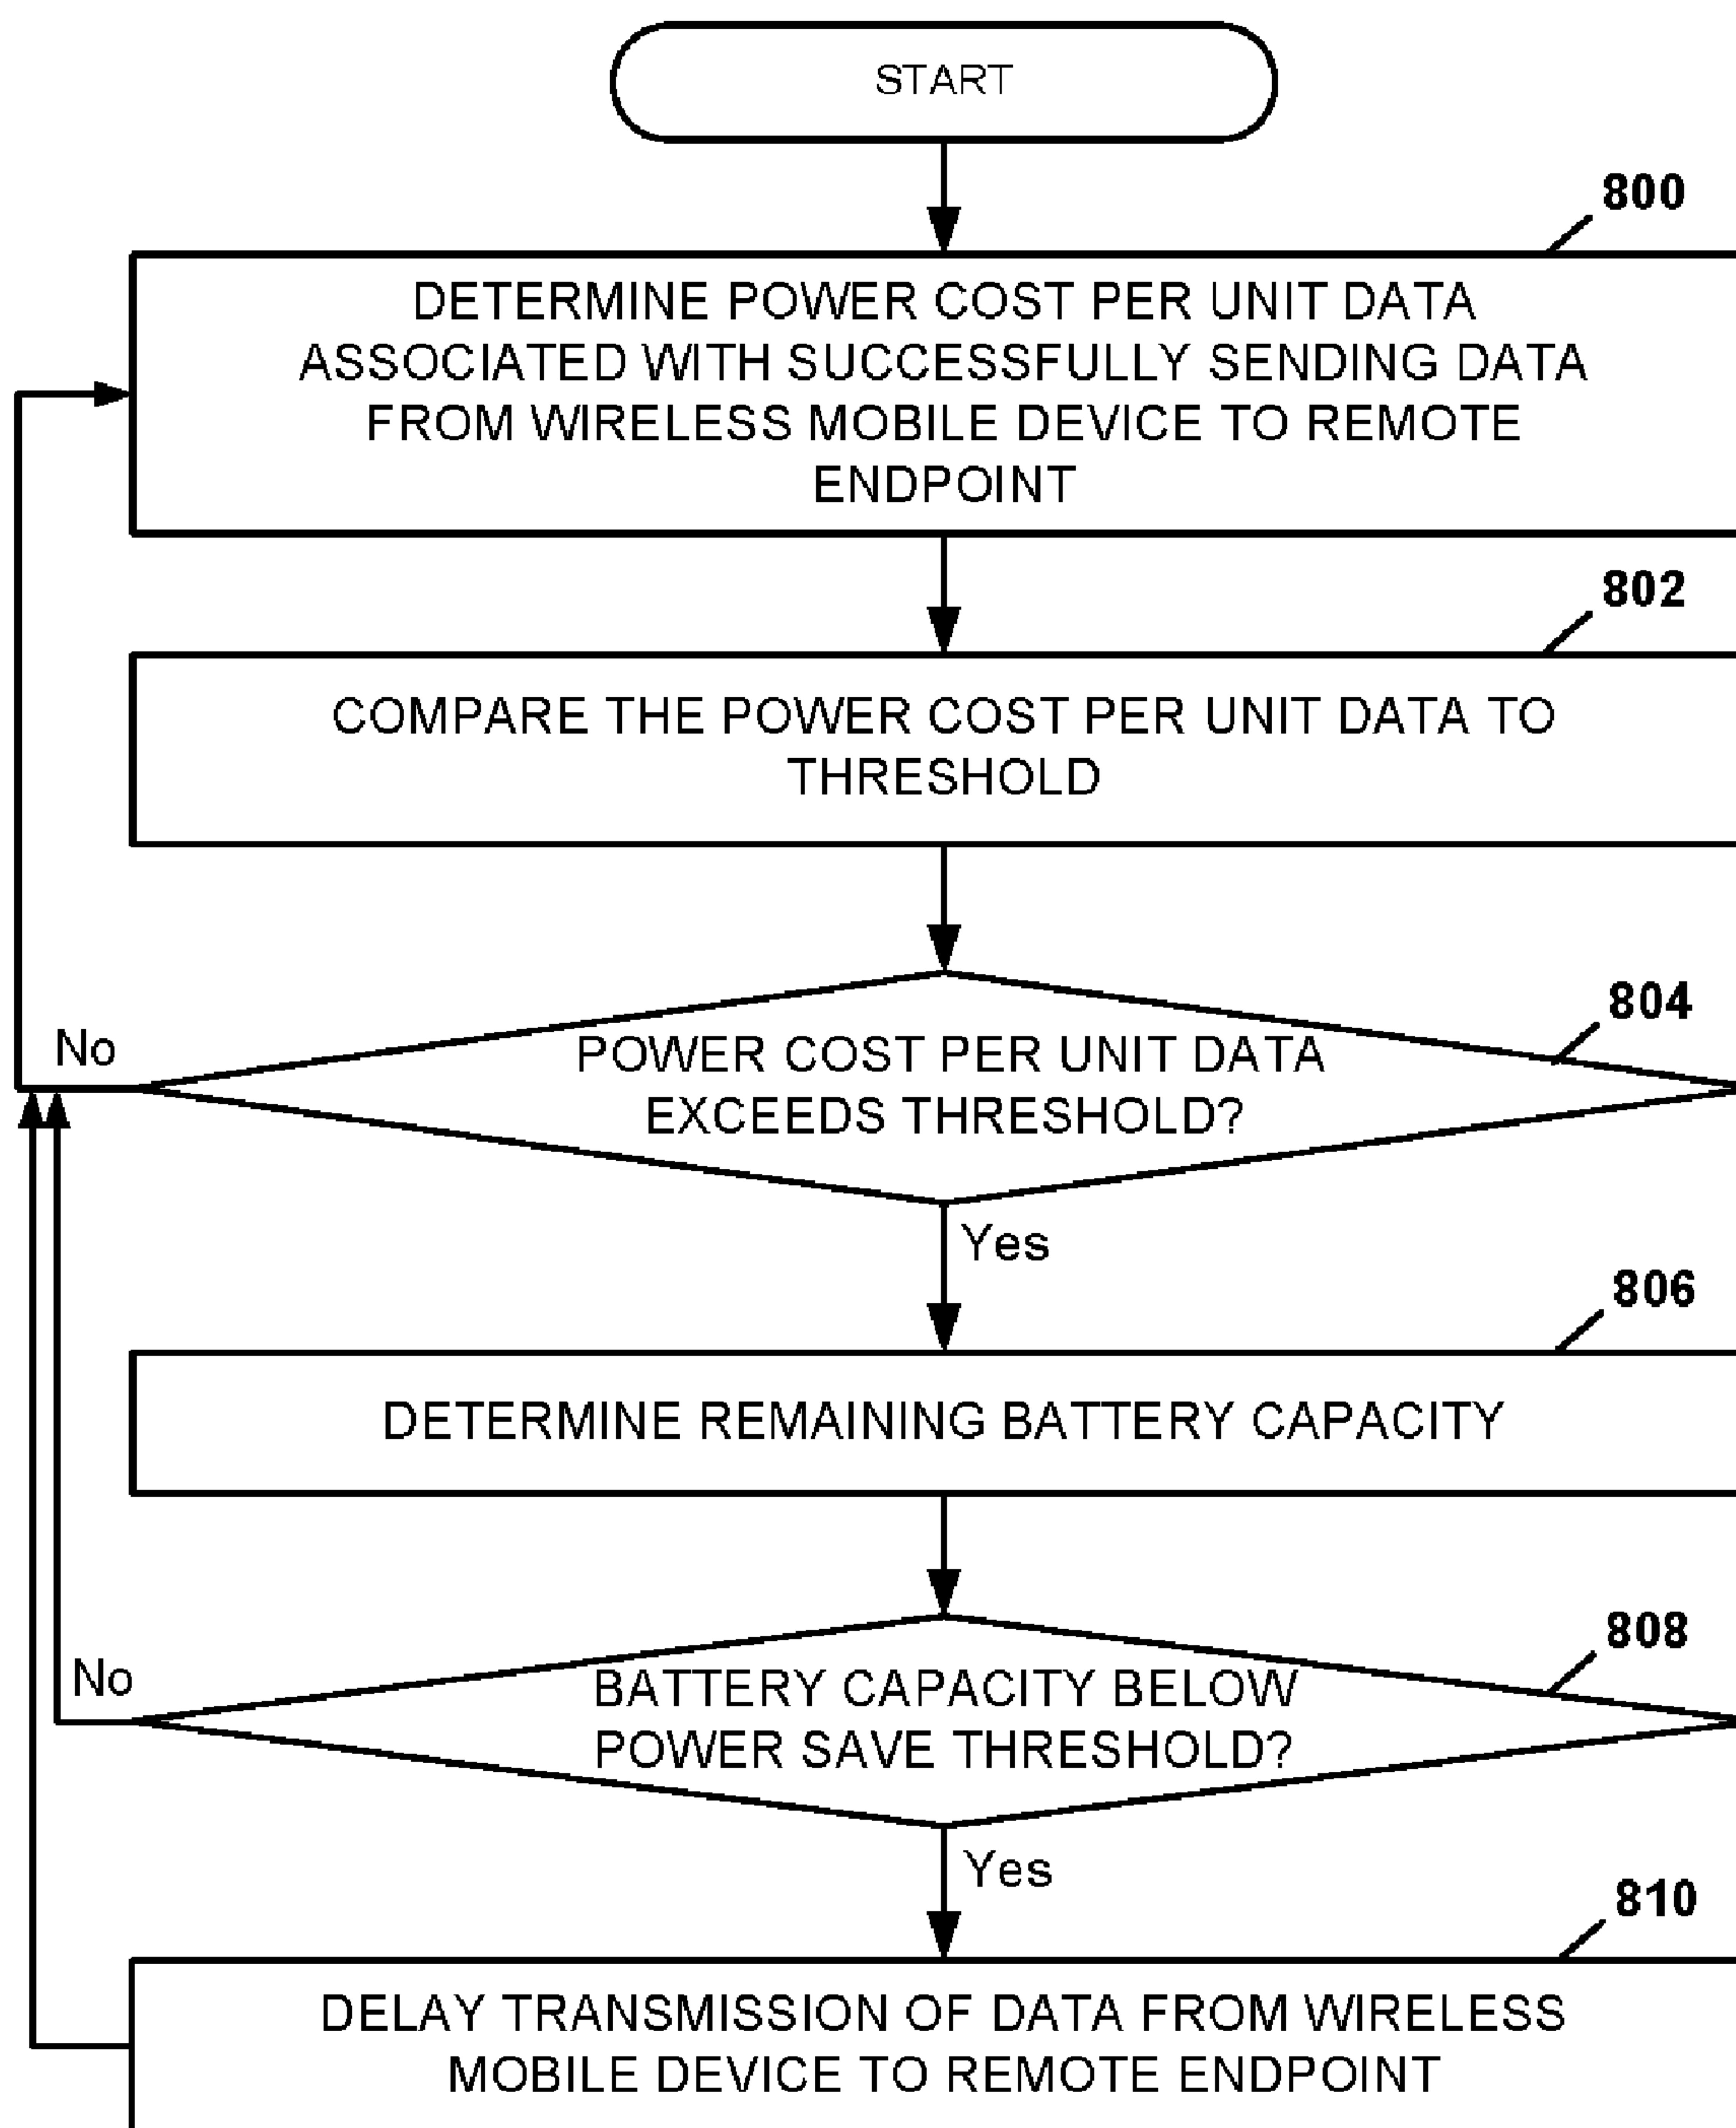 START
800
DETERMINE POWER COST PER UNIT DATA
ASSOCIATED WITH SUCCESSFULLY SENDING DATA
FROM WIRELESS MOBILE DEVICE TO REMOTE
ENDPOINT
802
COMPARE THE POWER COST PER UNIT DATA TO
THRESHOLD
804
No
POWER COST PER UNIT DATA
EXCEEDS THRESHOLD?
Yes
806
DETERMINE REMAINING BATTERY CAPACITY
808
No
BATTERY CAPACITY BELOW
POWER SAVE THRESHOLD?
Yes
810
DELAY TRANSMISSION OF DATA FROM WIRELESS
MOBILE DEVICE TO REMOTE ENDPOINT